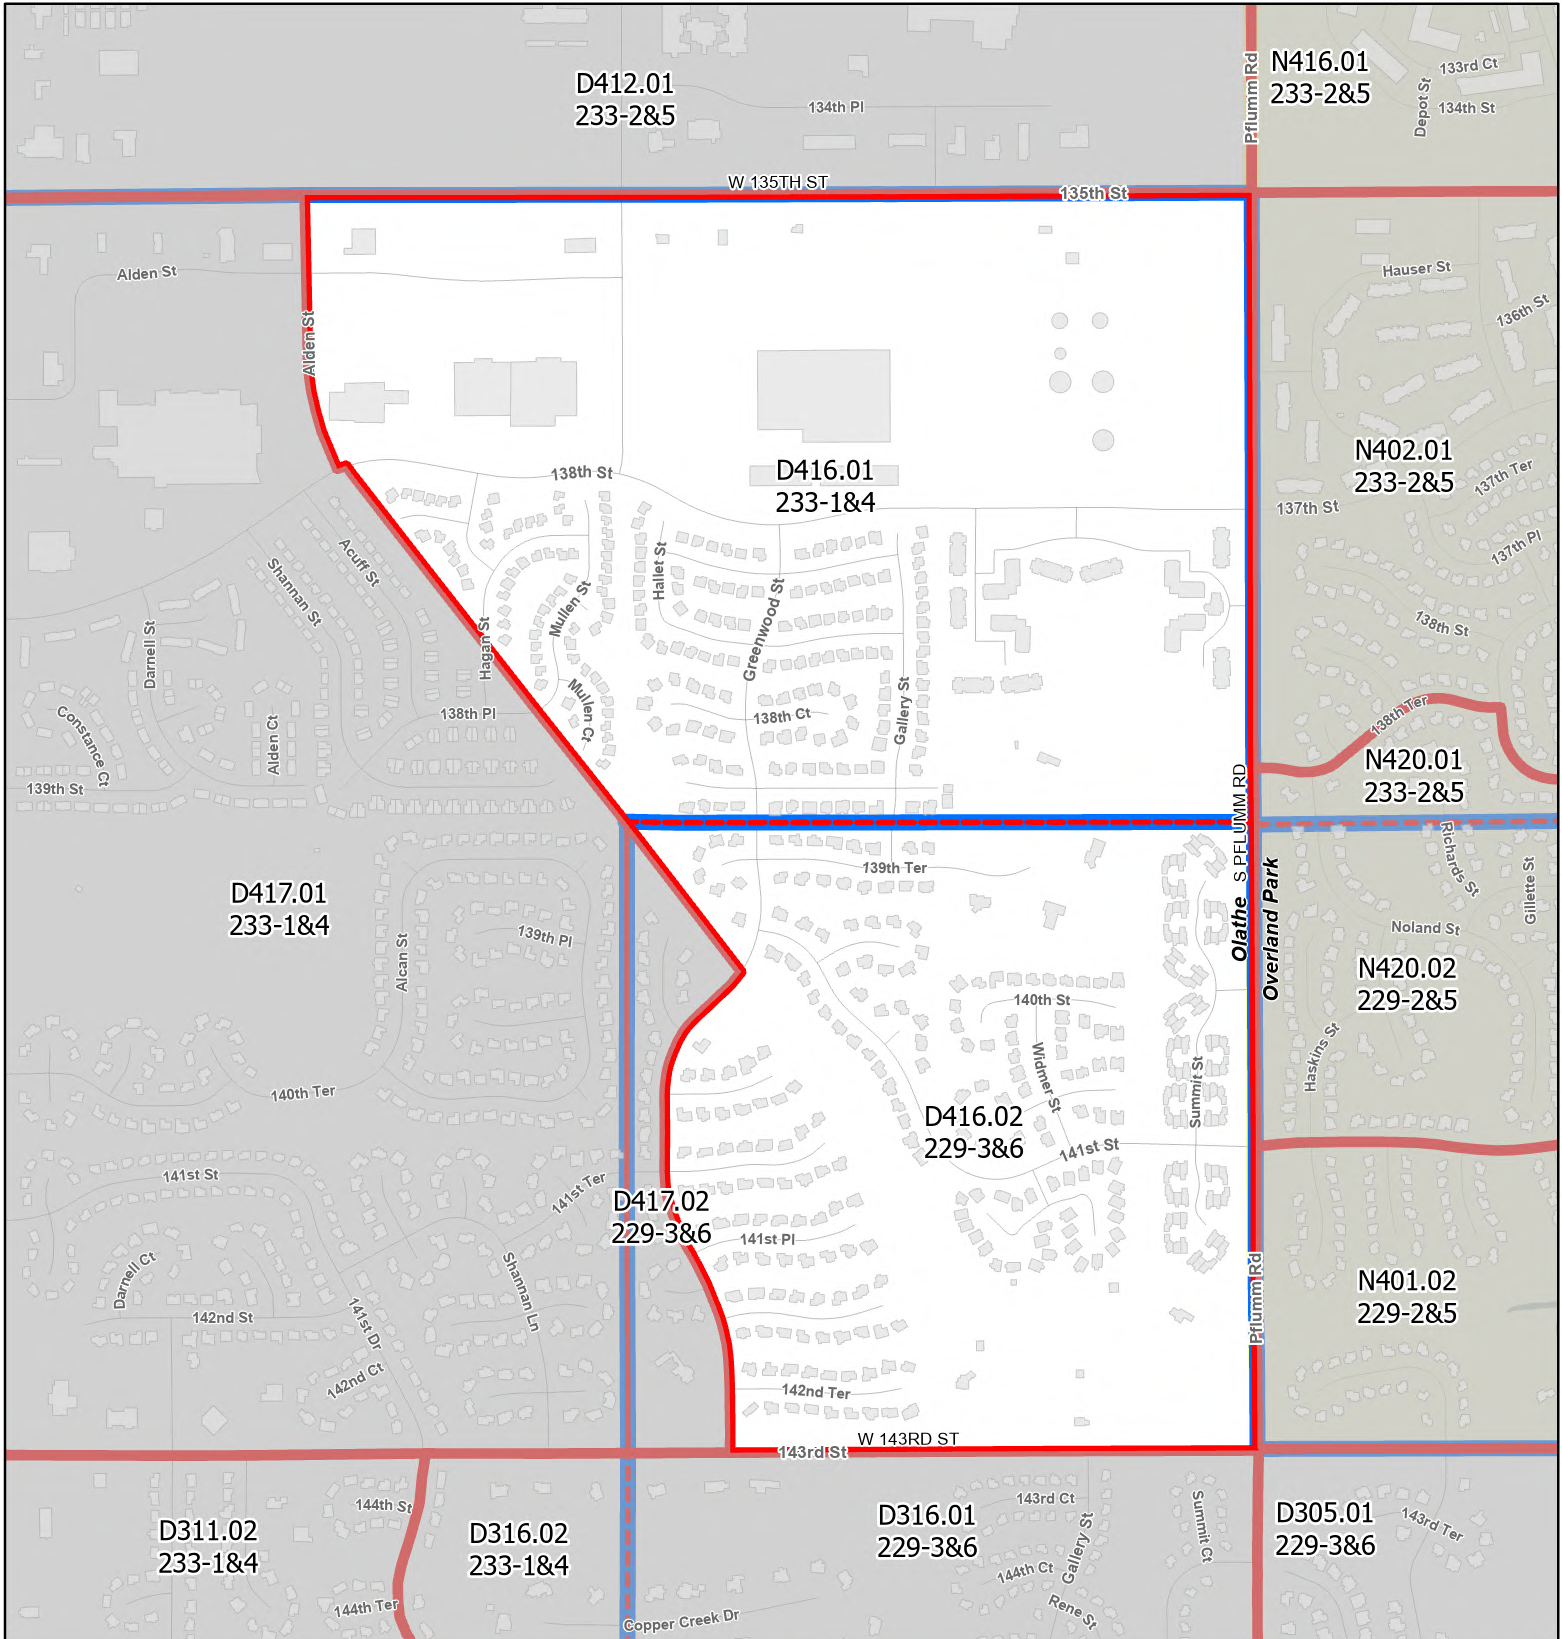 D412.01
233-2&5
N416.01
233-2&5
133rd Ct
134th St
Depot St
Pflumm Rd
134th Pl
W 135TH ST
135th St
Alden St
Alden St
Hauser St
136th St
N402.01
233-2&5
137th Ter
137th St
137th Pl
138th St
D416.01
233-1&4
138th St
Acuff St
Shannan St
Hallet St
Mullen St
Greenwood St
Hagan St
Darnell St
Mullen Ct
Gallery St
138th Pl
138th Ct
Constance Ct
Alden Ct
139th St
138th Ter
N420.01
233-2&5
S PFLUMM RD
Olathe
Overland Park
139th Ter
Richards St
Gillette St
D417.01
233-1&4
139th Pl
Alcan St
Noland St
N420.02
229-2&5
140th St
Widmer St
Haskins St
Summit St
140th Ter
D416.02
229-3&6
141st St
141st St
141st Ter
D417.02
229-3&6
141st Pl
Darnell Ct
Shannan Ln
142nd St
141st Dr
142nd Ct
N401.02
229-2&5
Pflumm Rd
142nd Ter
W 143RD ST
143rd St
144th St
D311.02
233-1&4
D316.02
233-1&4
D316.01
229-3&6
143rd Ct
Gallery St
Summit Ct
D305.01
229-3&6
143rd Ter
144th Ct
Rene St
144th Ter
Copper Creek Dr